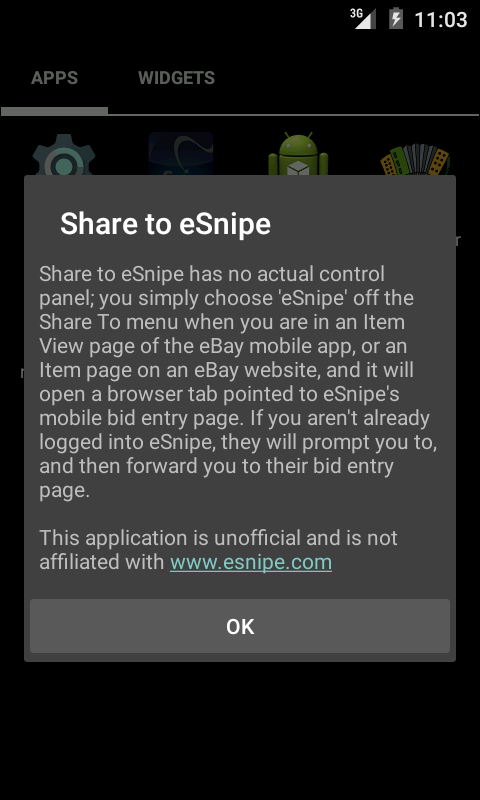 3G 11:03
APPS WIDGETS
Share to eSnipe
Share to eSnipe has no actual control
panel; you simply choose 'eSnipe' off the
Share To menu when you are in an Item
View page of the eBay mobile app, or an
Item page on an eBay website, and it will
open a browser tab pointed to eSnipe's
mobile bid entry page. If you aren't already
logged into eSnipe, they will prompt you to,
and then forward you to their bid entry
page.
This application is unofficial and is not
affiliated with www.esnipe.com
OK